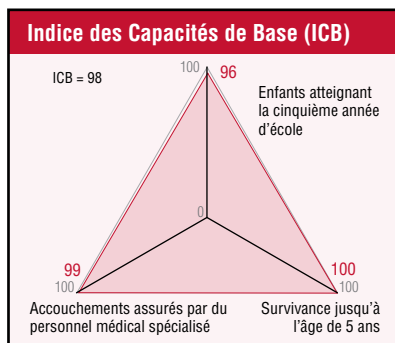 Indice des Capacités de Base (ICB)
ICB = 98
100
96
Enfants atteignant
la cinquième année
d'école
0
99
100
100
100
Accouchements assurés par du
personnel médical spécialisé
Survivance jusqu'à
l'âge de 5 ans